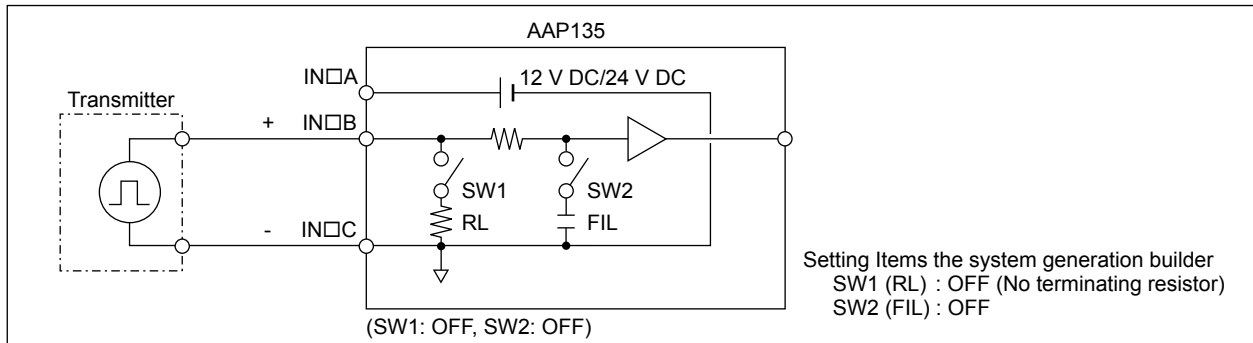 AAP135
IN□A
12 V DC/24 V DC
Transmitter
+
IN□B
SW1
SW2
RL
FIL
-
IN□C
Setting Items the system generation builder
SW1 (RL) : OFF (No terminating resistor)
SW2 (FIL) : OFF
(SW1: OFF, SW2: OFF)